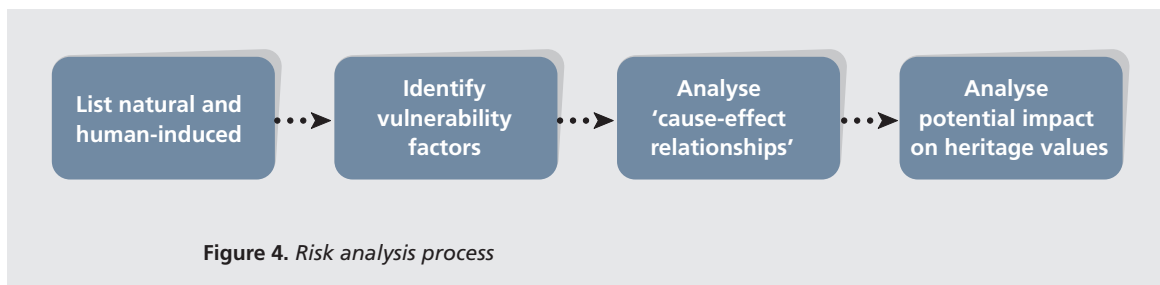 List natural and
human-induced
Identify
vulnerability
factors
Analyse
‘cause-effect
relationships’
Analyse
potential impact
on heritage values
Figure 4. Risk analysis process